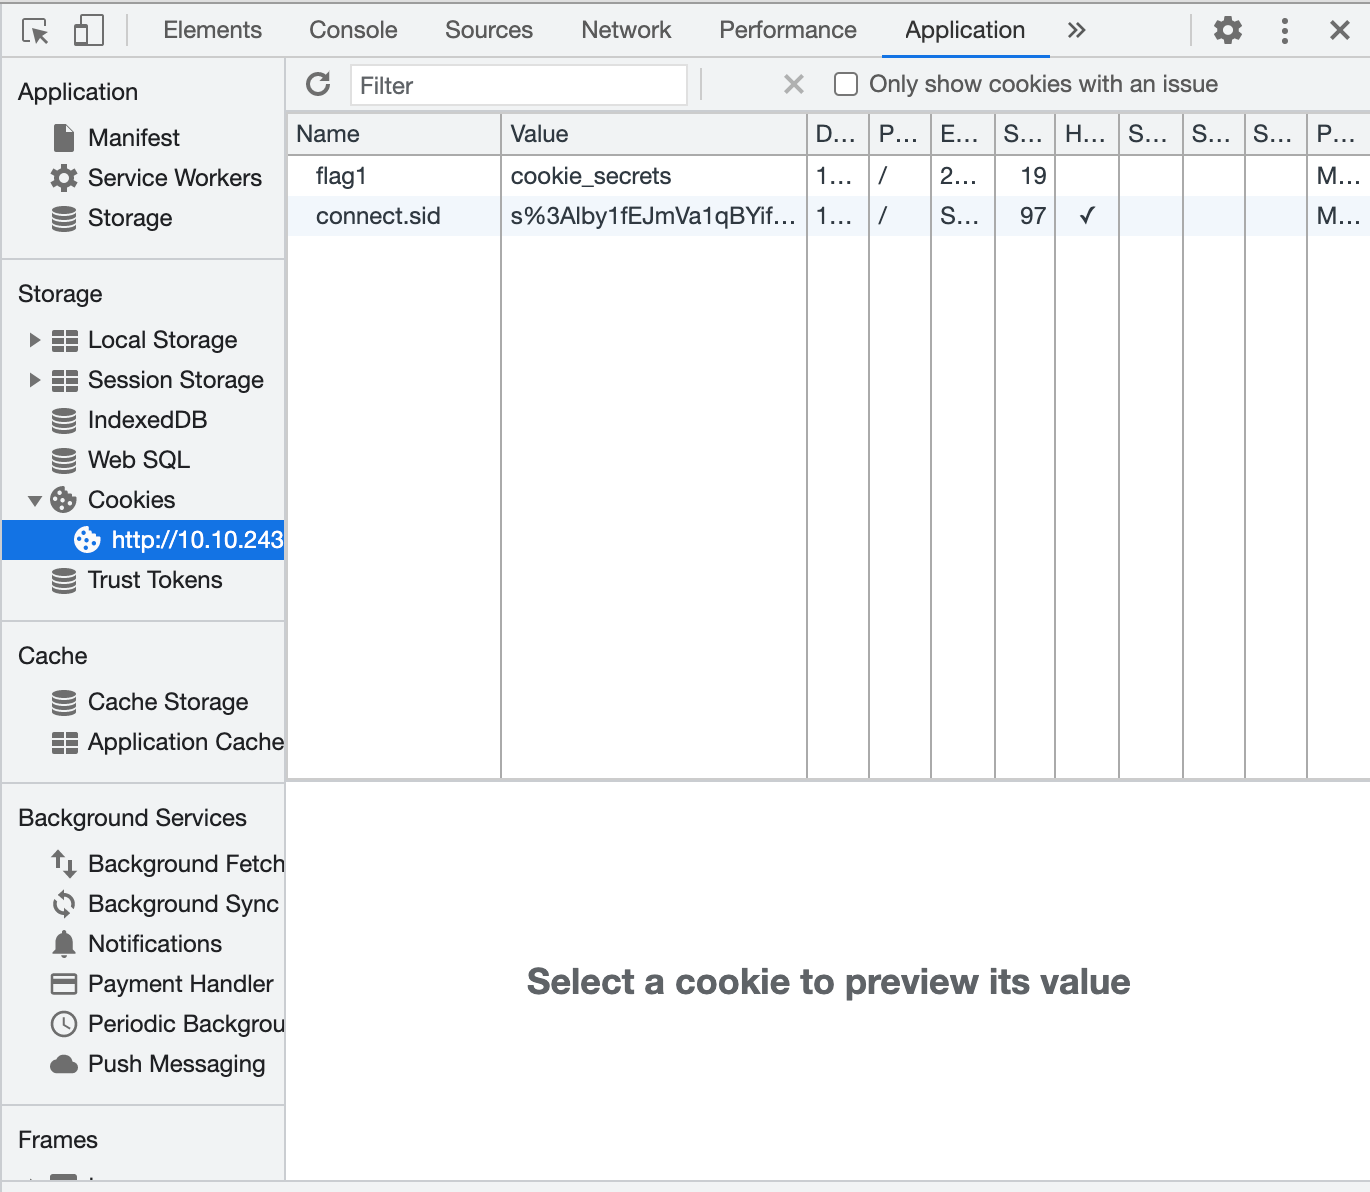 Elements Console Sources Network Performance Application
Application
Manifest
Service Workers
Storage
Storage
Local Storage
Session Storage
IndexedDB
Web SQL
Cookies
http://10.10.243
Trust Tokens
Cache
Cache Storage
Application Cache
Background Services
Background Fetch
Background Sync
Notifications
Payment Handler
Periodic Backgrou
Push Messaging
Frames
Filter Only show cookies with an issue
Name Value D... P... E... S... H... S... S... S... P...
flag1 cookie_secrets 1... / 2... 19 M...
connect.sid s%3Alby1fEJmVa1qBYif... 1... / S... 97 ✓ M...
Select a cookie to preview its value